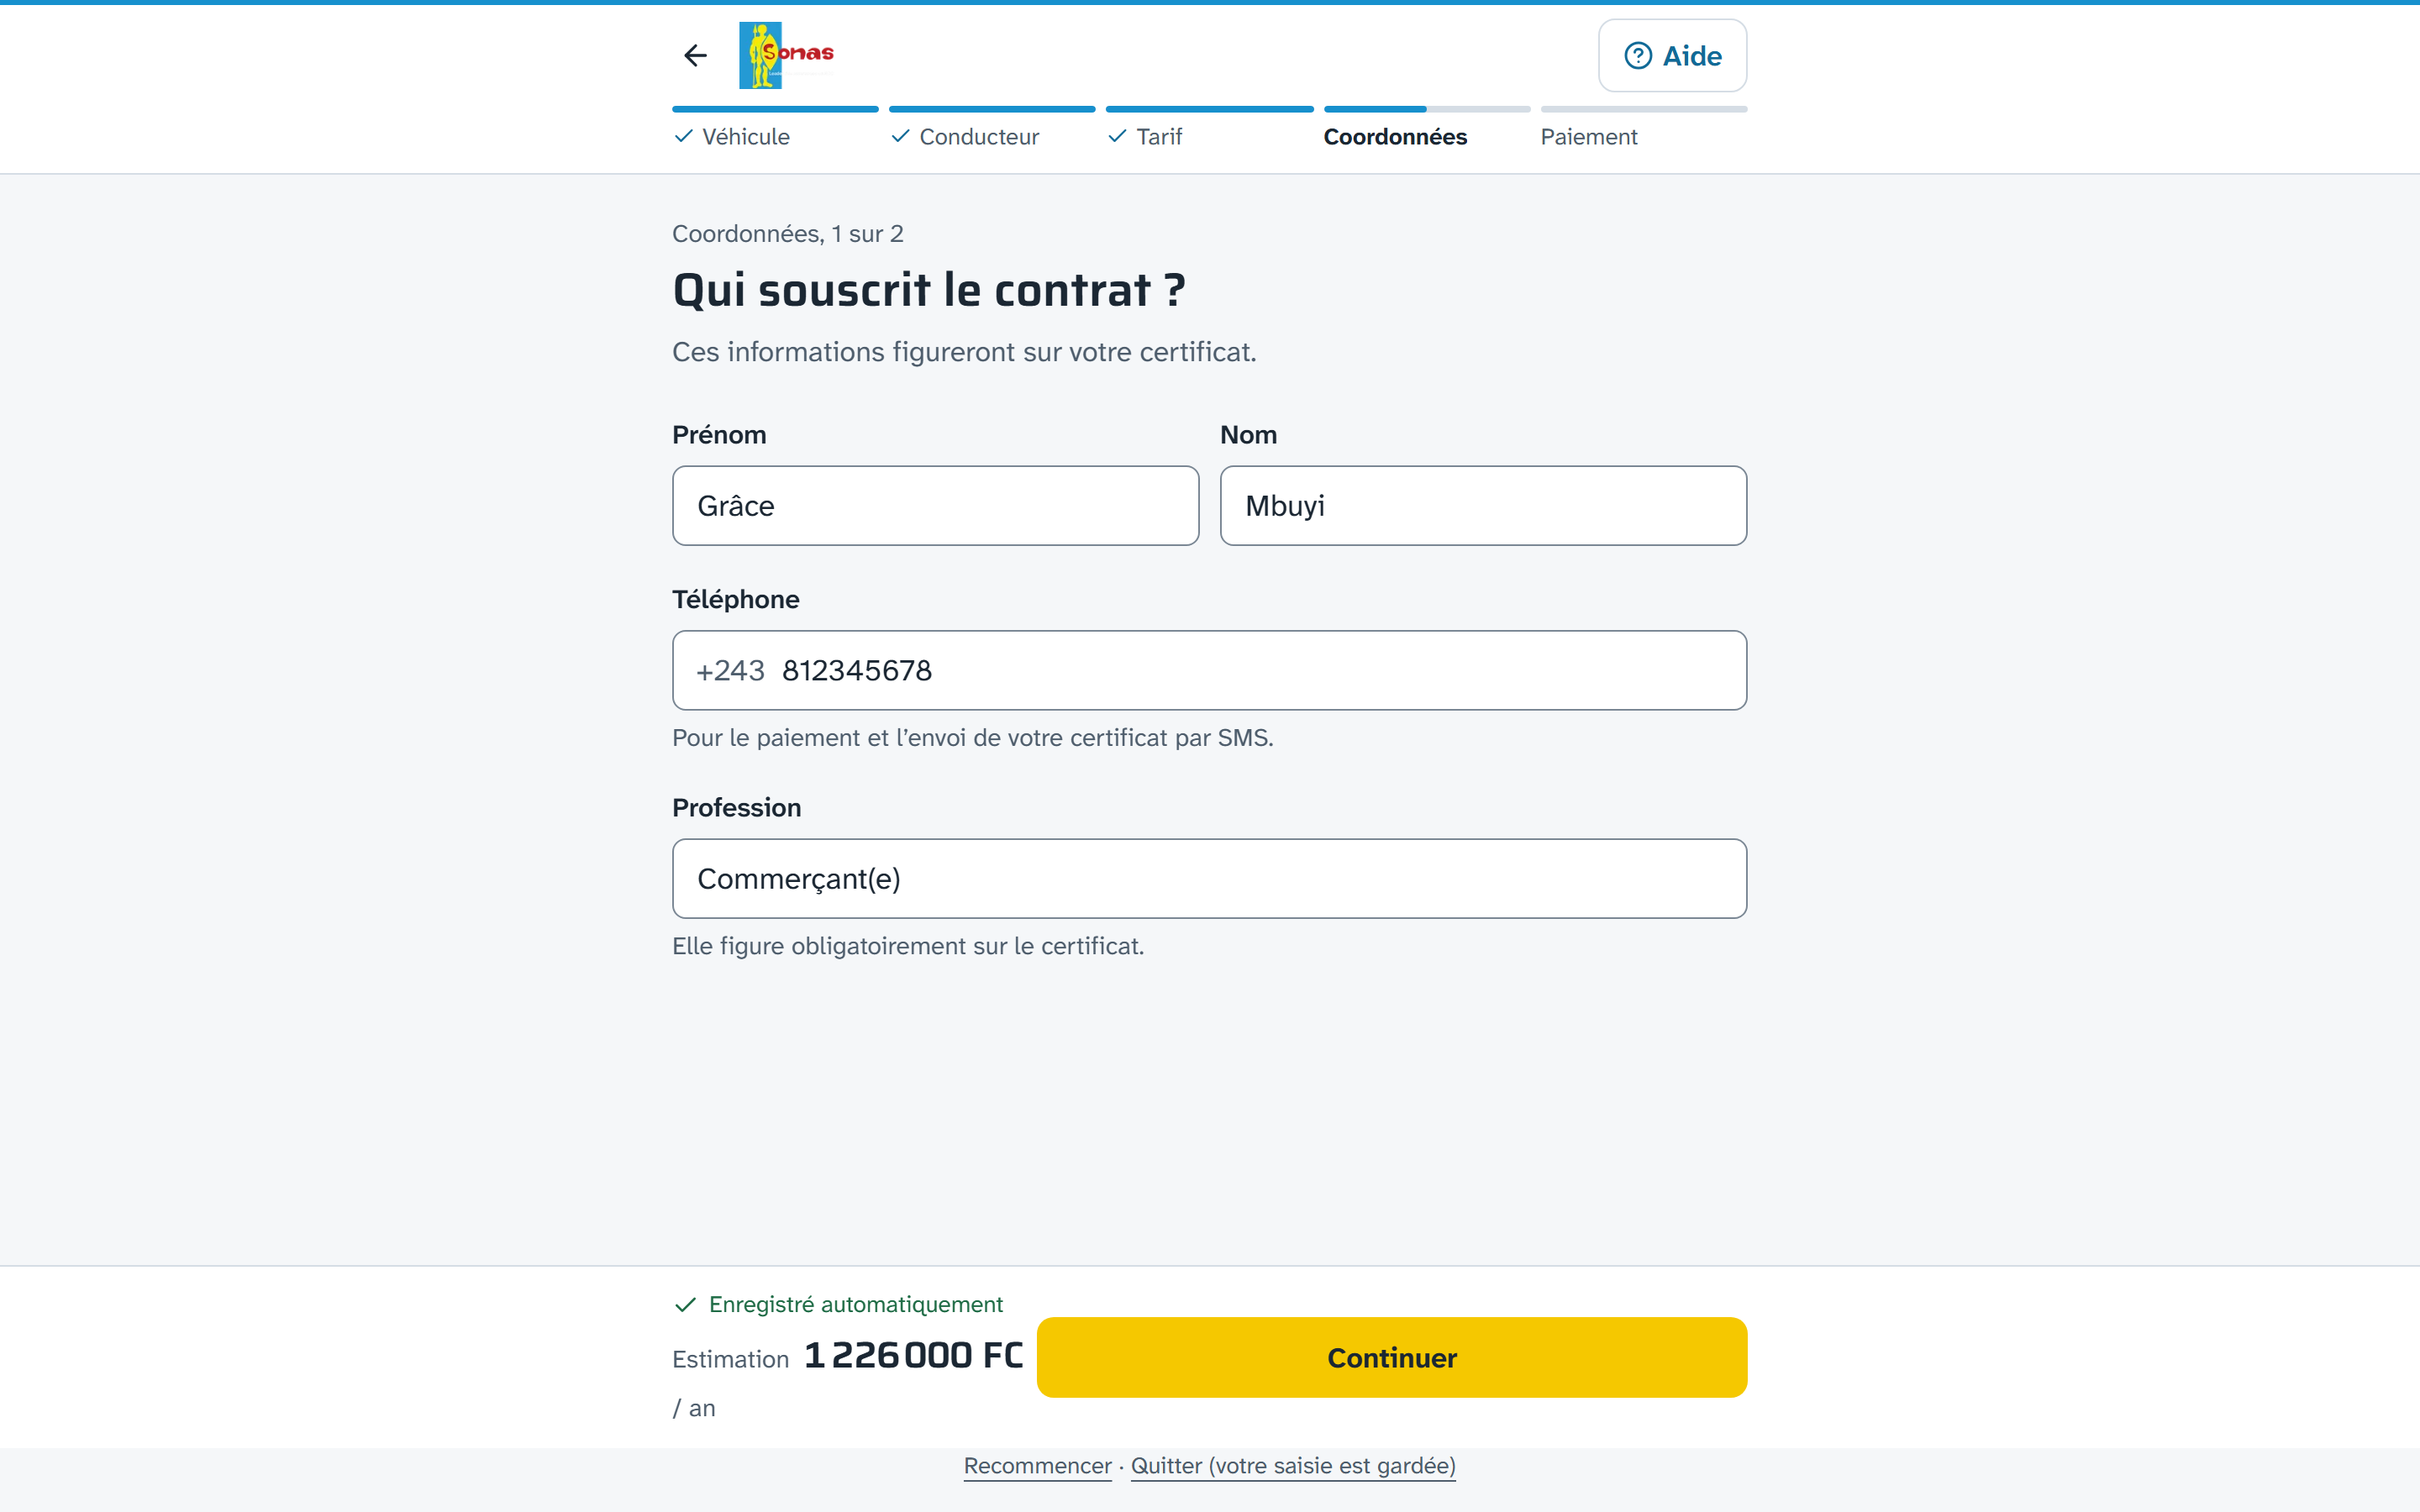 Sonas
Aide
Véhicule
Conducteur
Tarif
Coordonnées
Paiement
Coordonnées, 1 sur 2
Qui souscrit le contrat ?
Ces informations figureront sur votre certificat.
Prénom
Nom
Grâce
Mbuyi
Téléphone
+243 812345678
Pour le paiement et l’envoi de votre certificat par SMS.
Profession
Commerçant(e)
Elle figure obligatoirement sur le certificat.
Enregistré automatiquement
Estimation 1 226 000 FC
/ an
Continuer
Recommencer · Quitter (votre saisie est gardée)